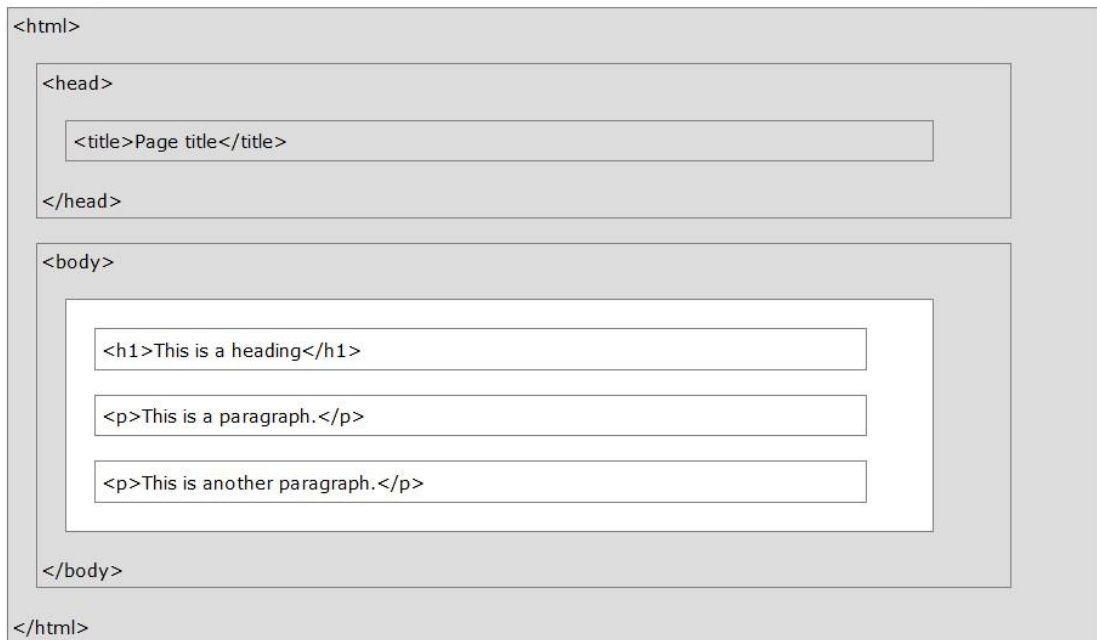 <html>
<head>
<title>Page title</title>
</head>
<body>
<h1>This is a heading</h1>
<p>This is a paragraph.</p>
<p>This is another paragraph.</p>
</body>
</html>